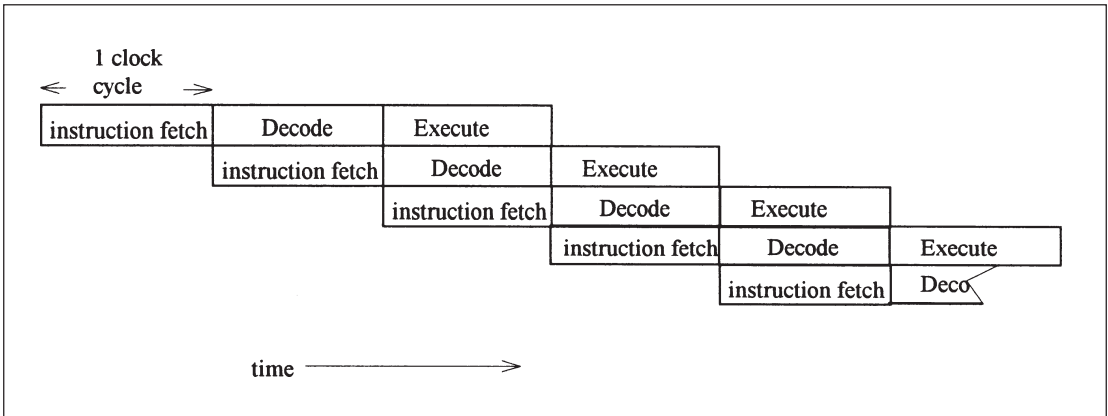 1 clock
cycle
instruction fetch Decode Execute
instruction fetch Decode Execute
instruction fetch Decode Execute
instruction fetch Decode Execute
instruction fetch Deco
time